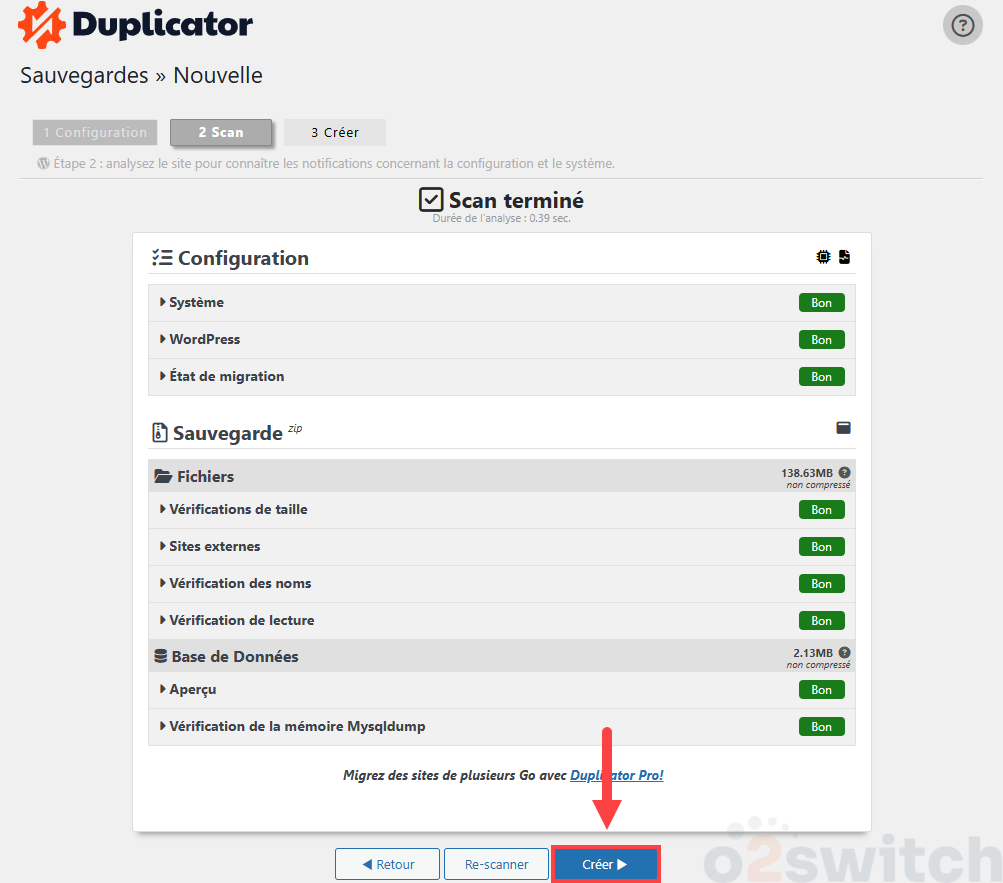 Duplicator
Sauvegardes » Nouvelle
1 Configuration 2 Scan 3 Créer
Étape 2 : analysez le site pour connaître les notifications concernant la configuration et le système.
Scan terminé
Durée de l'analyse : 0.39 sec.
Configuration
Système Bon
WordPress Bon
État de migration Bon
Sauvegarde zip
Fichiers 138.63MB ?
non compressé
Vérifications de taille Bon
Sites externes Bon
Vérification des noms Bon
Vérification de lecture Bon
Base de Données 2.13MB ?
non compressé
Aperçu Bon
Vérification de la mémoire Mysqldump Bon
Migrez des sites de plusieurs Go avec Duplicator Pro!
Retour Re-scanner Créer
o2switch